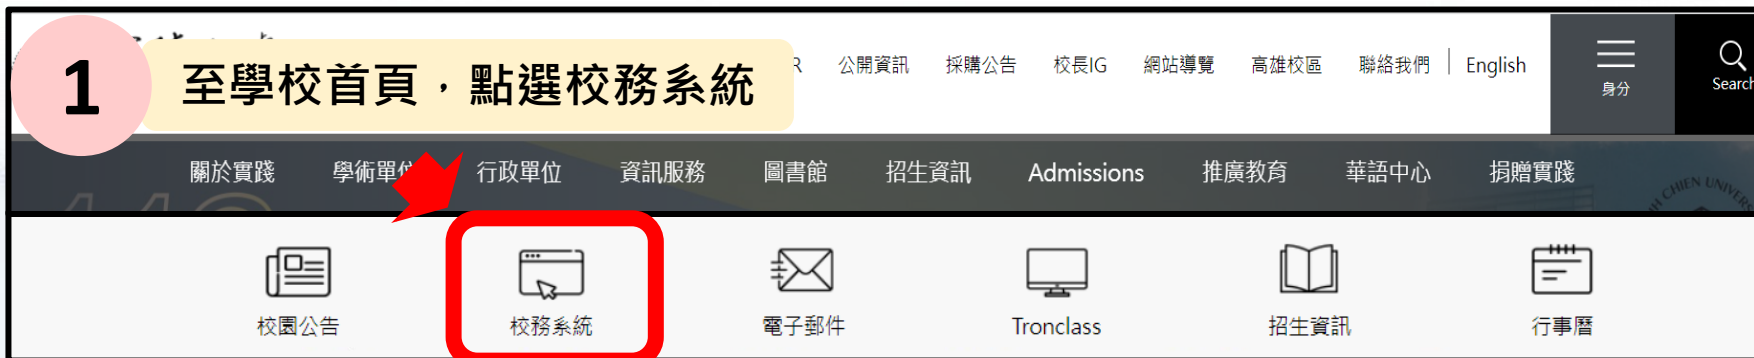 1
至學校首頁，點選校務系統
公開資訊 採購公告 校長IG 網站導覽 高雄校區 聯絡我們 English
身分
Search
關於實踐 學術單位 行政單位 資訊服務 圖書館 招生資訊 Admissions 推廣教育 華語中心 捐贈實踐
校園公告 校務系統 電子郵件 Tronclass 招生資訊 行事曆